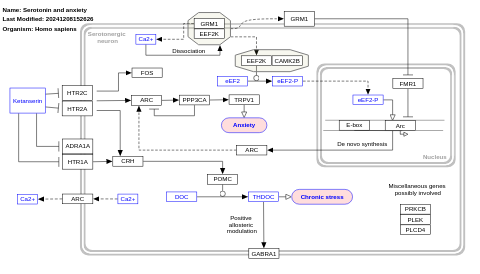 Name: Serotonin and anxiety
Last Modified: 20241208152626
Organism: Homo sapiens
Serotonergic
neuron
Ca2+
GRM1
EEF2K
GRM1
Dissociation
EEF2K
CAMK2B
FOS
eEF2
eEF2-P
FMR1
Ketanserin
HTR2C
HTR2A
ARC
PPP3CA
TRPV1
eEF2-P
Anxiety
E-box
Arc
ADRA1A
HTR1A
De novo synthesis
ARC
Nucleus
CRH
POMC
Ca2+
ARC
Ca2+
DOC
THDOC
Chronic stress
Miscellaneous genes
possibly involved
PRKCB
PLEK
PLCD4
Positive
allosteric
modulation
GABRA1